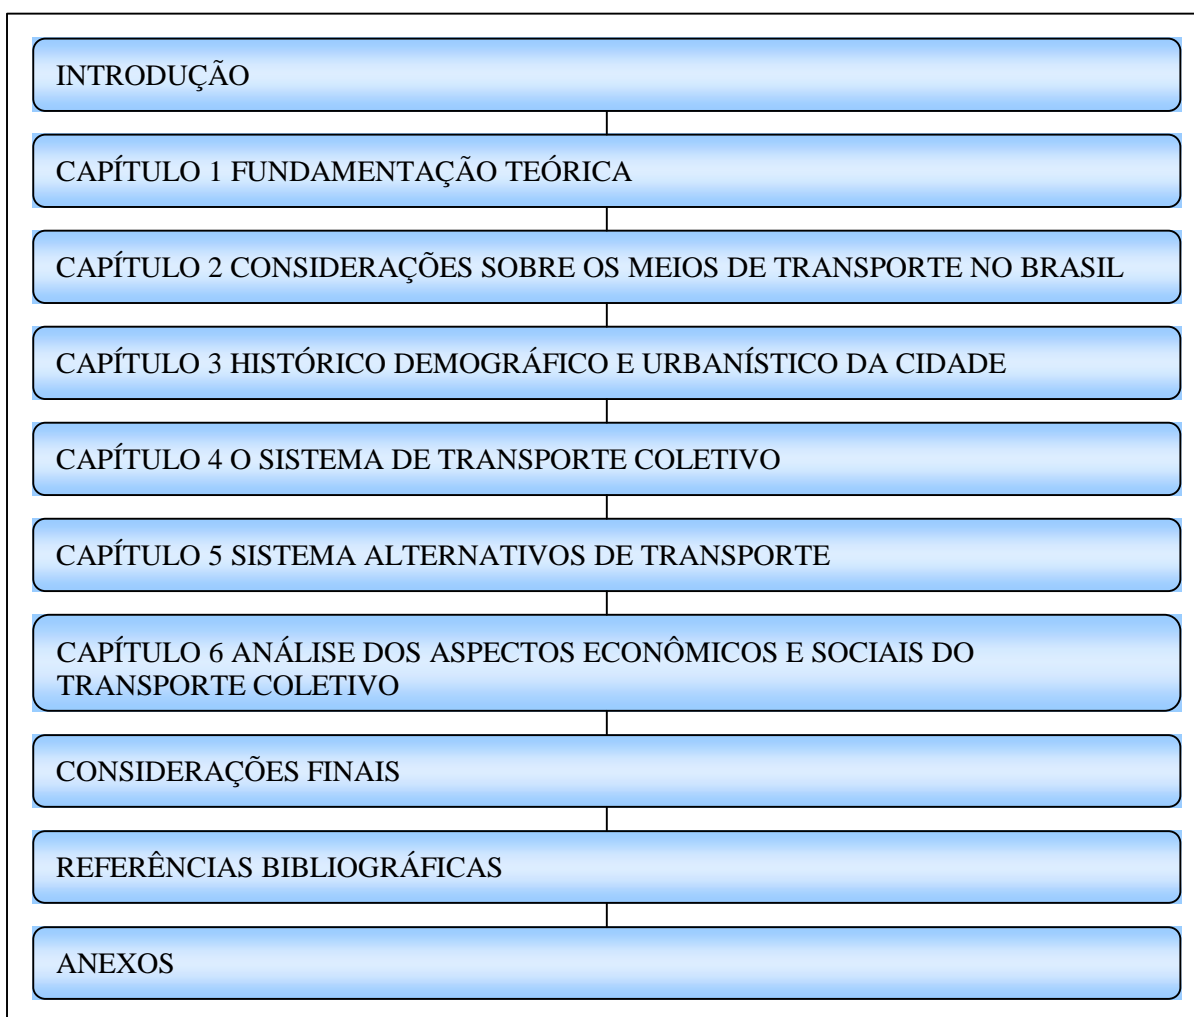 INTRODUÇÃO
CAPÍTULO 1 FUNDAMENTAÇÃO TEÓRICA
CAPÍTULO 2 CONSIDERAÇÕES SOBRE OS MEIOS DE TRANSPORTE NO BRASIL
CAPÍTULO 3 HISTÓRICO DEMOGRÁFICO E URBANÍSTICO DA CIDADE
CAPÍTULO 4 O SISTEMA DE TRANSPORTE COLETIVO
CAPÍTULO 5 SISTEMA ALTERNATIVOS DE TRANSPORTE
CAPÍTULO 6 ANÁLISE DOS ASPECTOS ECONÔMICOS E SOCIAIS DO
TRANSPORTE COLETIVO
CONSIDERAÇÕES FINAIS
REFERÊNCIAS BIBLIOGRÁFICAS
ANEXOS